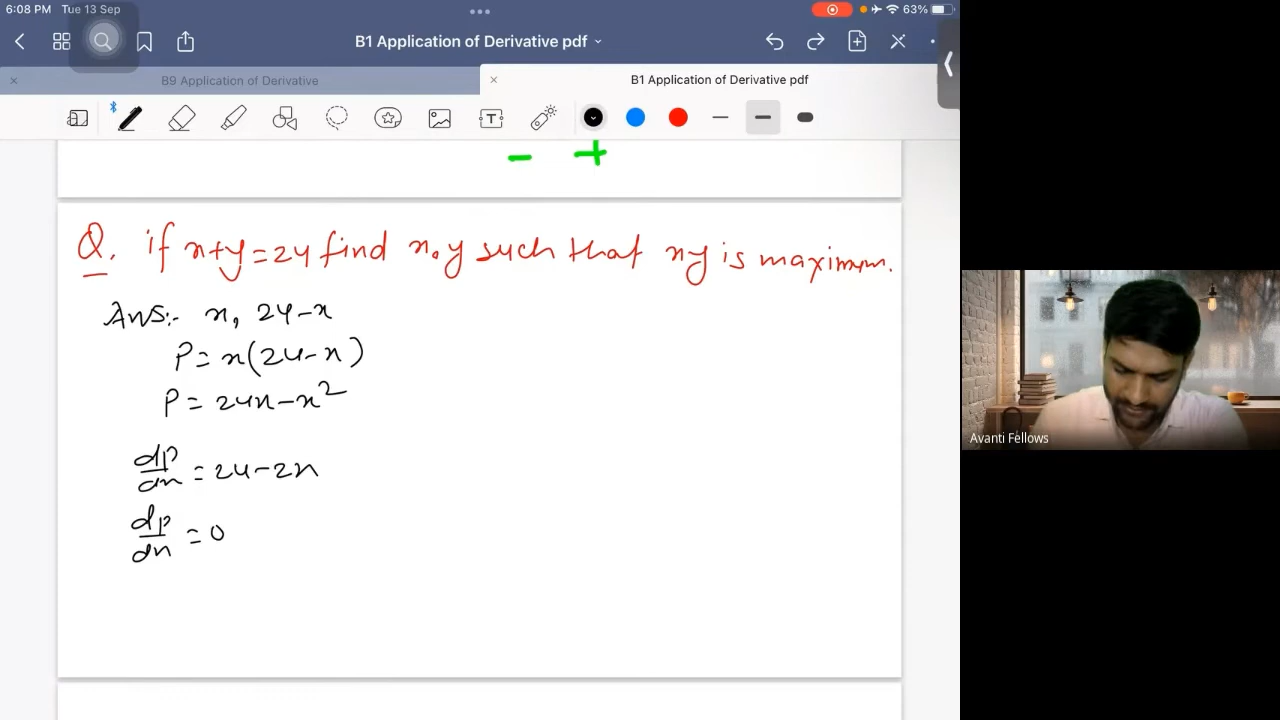 6:08 PM Tue 13 Sep
63%
B1 Application of Derivative pdf
B9 Application of Derivative
B1 Application of Derivative pdf
T
- +
Q. if x+y=24 find x,y such that xy is maximum.
Ans:- x, 24-x
P = x(24-x)
P = 24x-x²
dp/dx = 24-2x
dp/dx = 0
Avanti Fellows